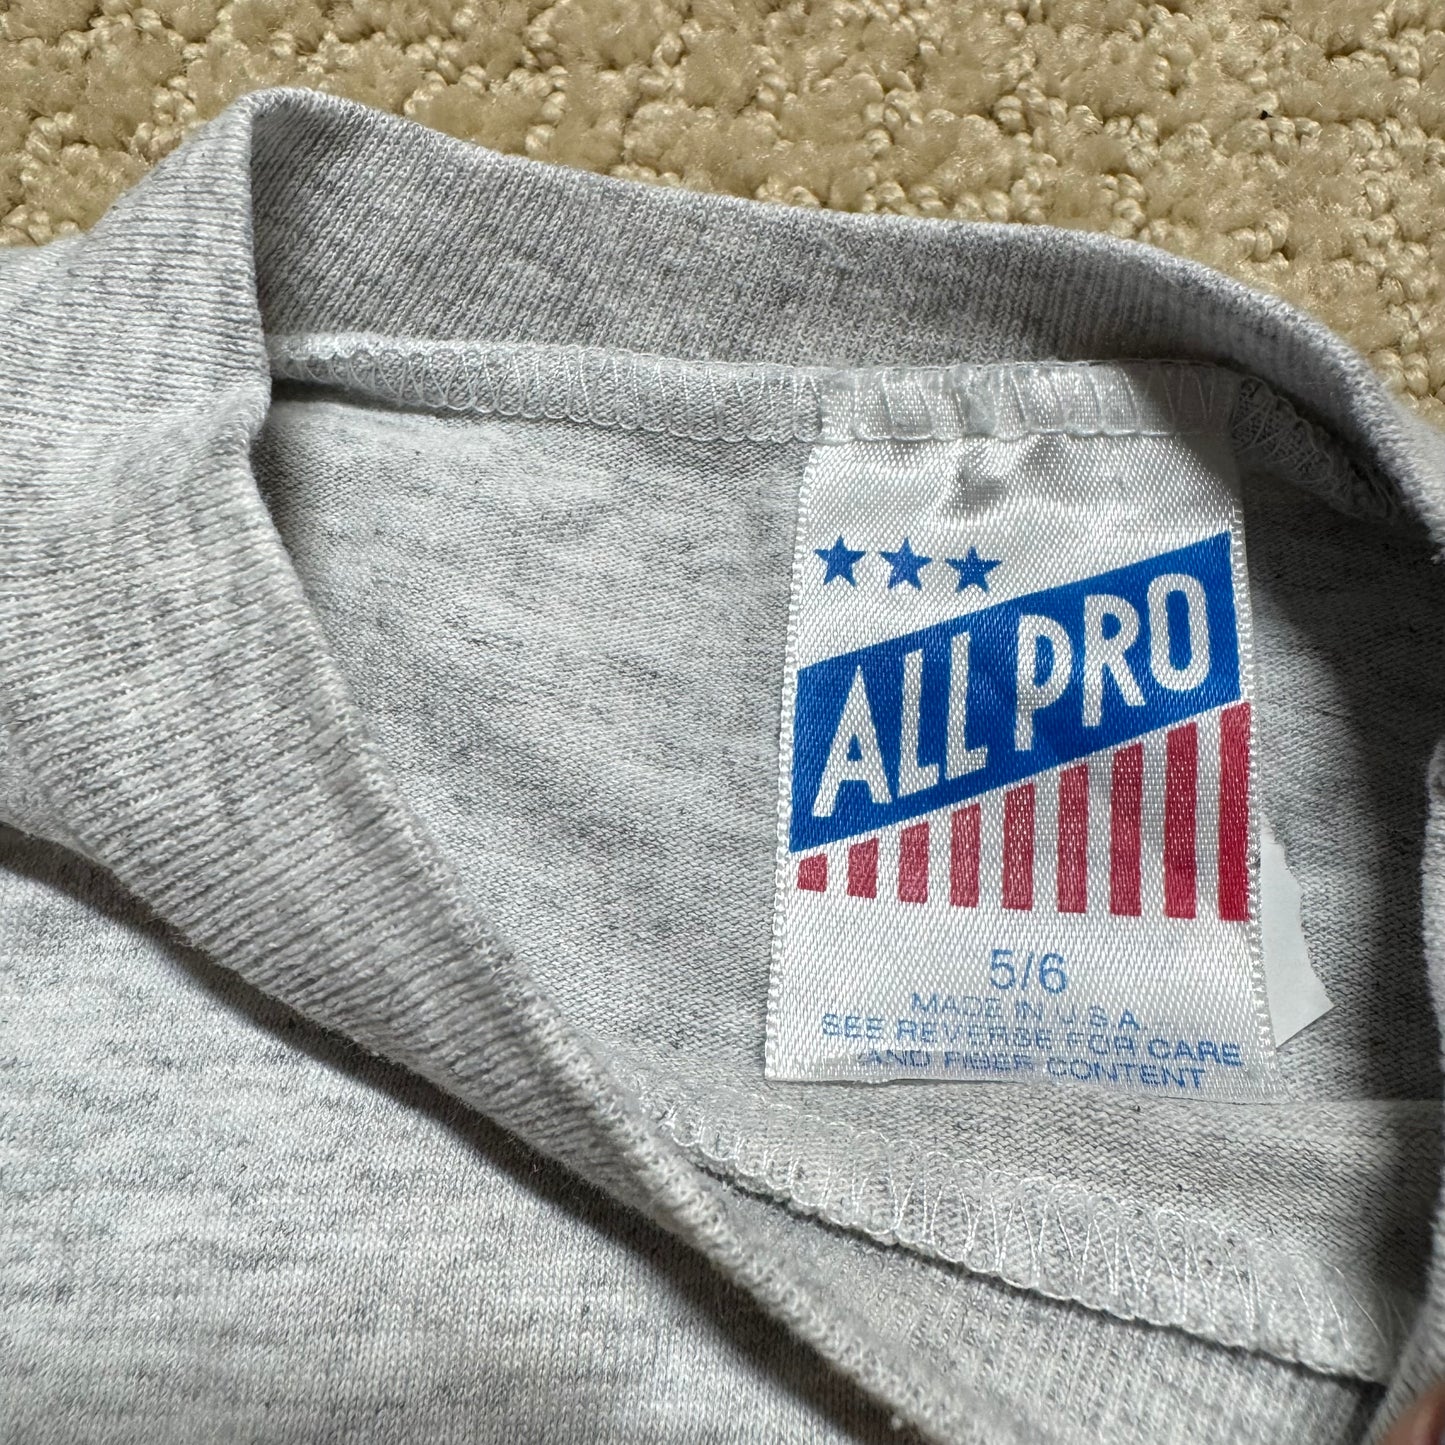 ALL PRO
5/6
MADE IN U.S.A.
SEE REVERSE FOR CARE
AND FIBER CONTENT